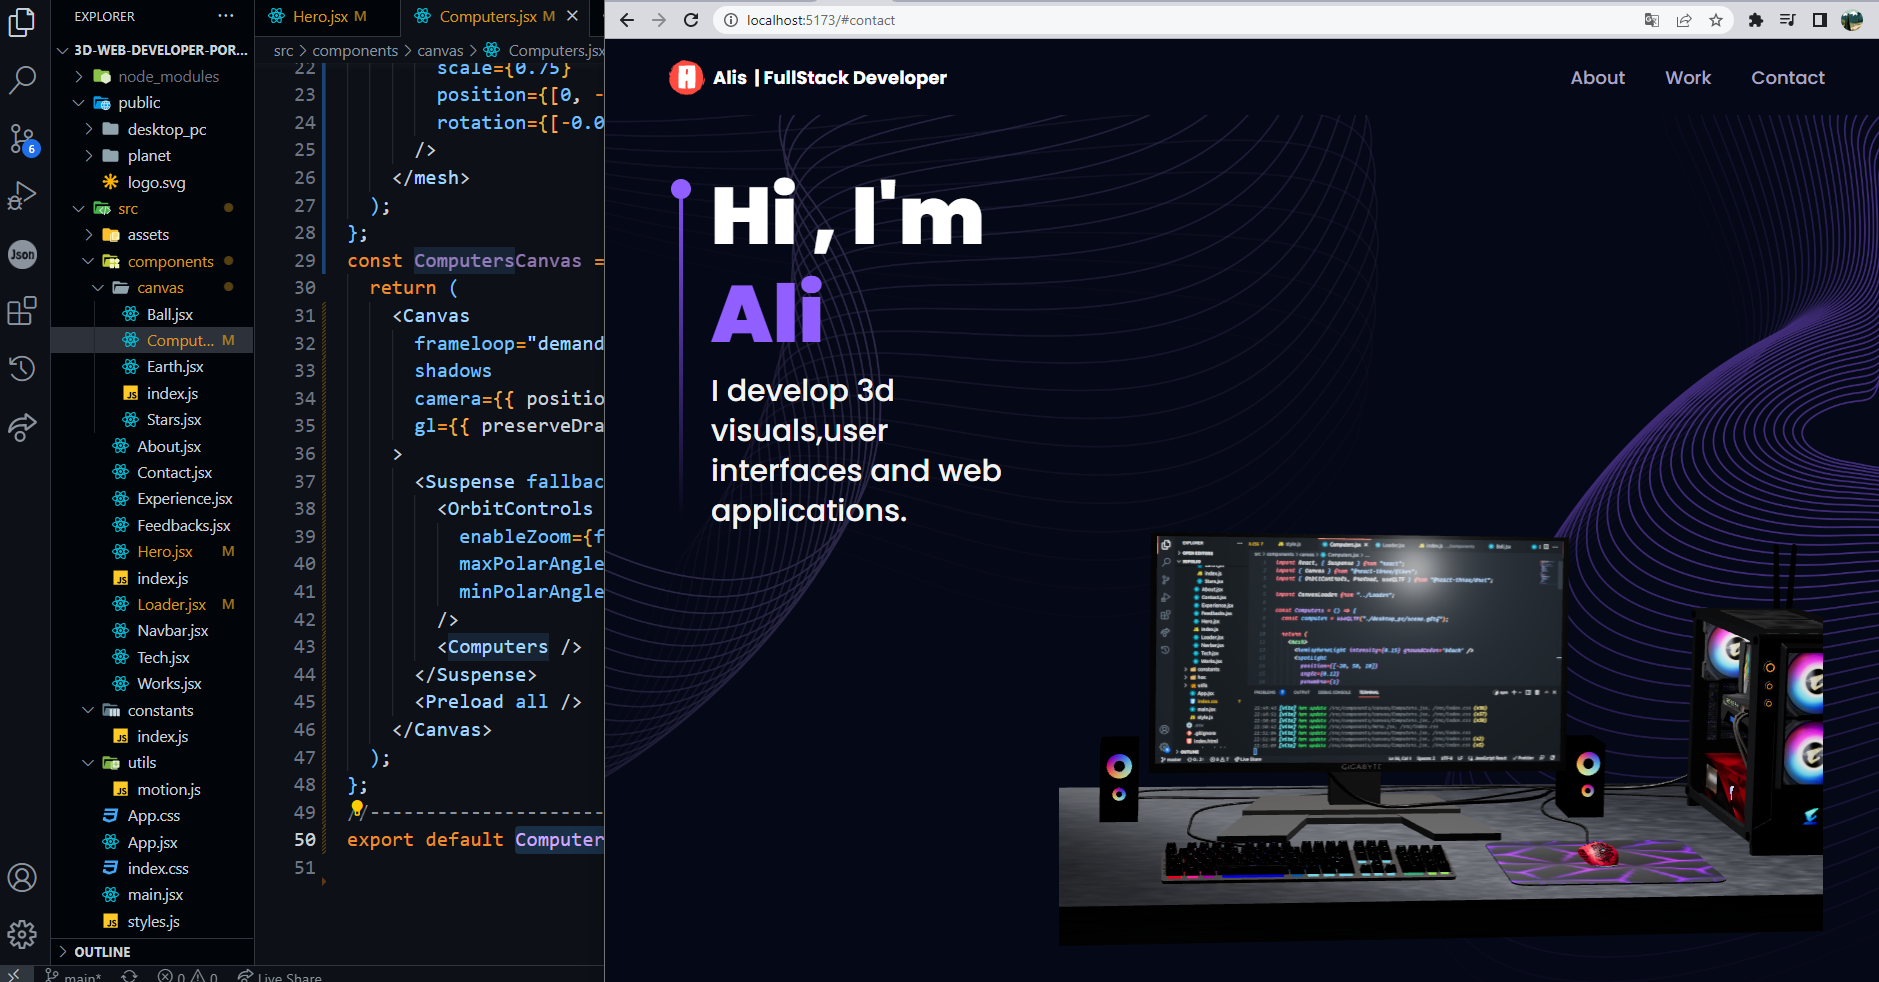 EXPLORER
3D-WEB-DEVELOPER-POR...
node_modules
public
desktop_pc
planet
logo.svg
src
assets
components
canvas
Ball.jsx
Comput... M
Earth.jsx
index.js
Stars.jsx
About.jsx
Contact.jsx
Experience.jsx
Feedbacks.jsx
Hero.jsx M
index.js
Loader.jsx M
Navbar.jsx
Tech.jsx
Works.jsx
constants
index.js
utils
motion.js
App.css
App.jsx
index.css
main.jsx
styles.js
OUTLINE
6
Json
main*
0 0
Live Share
Hero.jsx M
Computers.jsx M
src > components > canvas > Computers.jsx
22 scale={0.75}
23 position={[0, -
24 rotation={[-0.0
25 />
26 </mesh>
27 );
28 };
29 const ComputersCanvas =
30 return (
31 <Canvas
32 frameloop="demand
33 shadows
34 camera={{ positio
35 gl={{ preserveDra
36 >
37 <Suspense fallbac
38 <OrbitControls
39 enableZoom={f
40 maxPolarAngle
41 minPolarAngle
42 />
43 <Computers />
44 </Suspense>
45 <Preload all />
46 </Canvas>
47 );
48 };
49 //---------------------
50 export default Computer
51
localhost:5173/#contact
Alis | FullStack Developer
About Work Contact
Hi , I'm
Ali
I develop 3d
visuals,user
interfaces and web
applications.
GIGABYTE